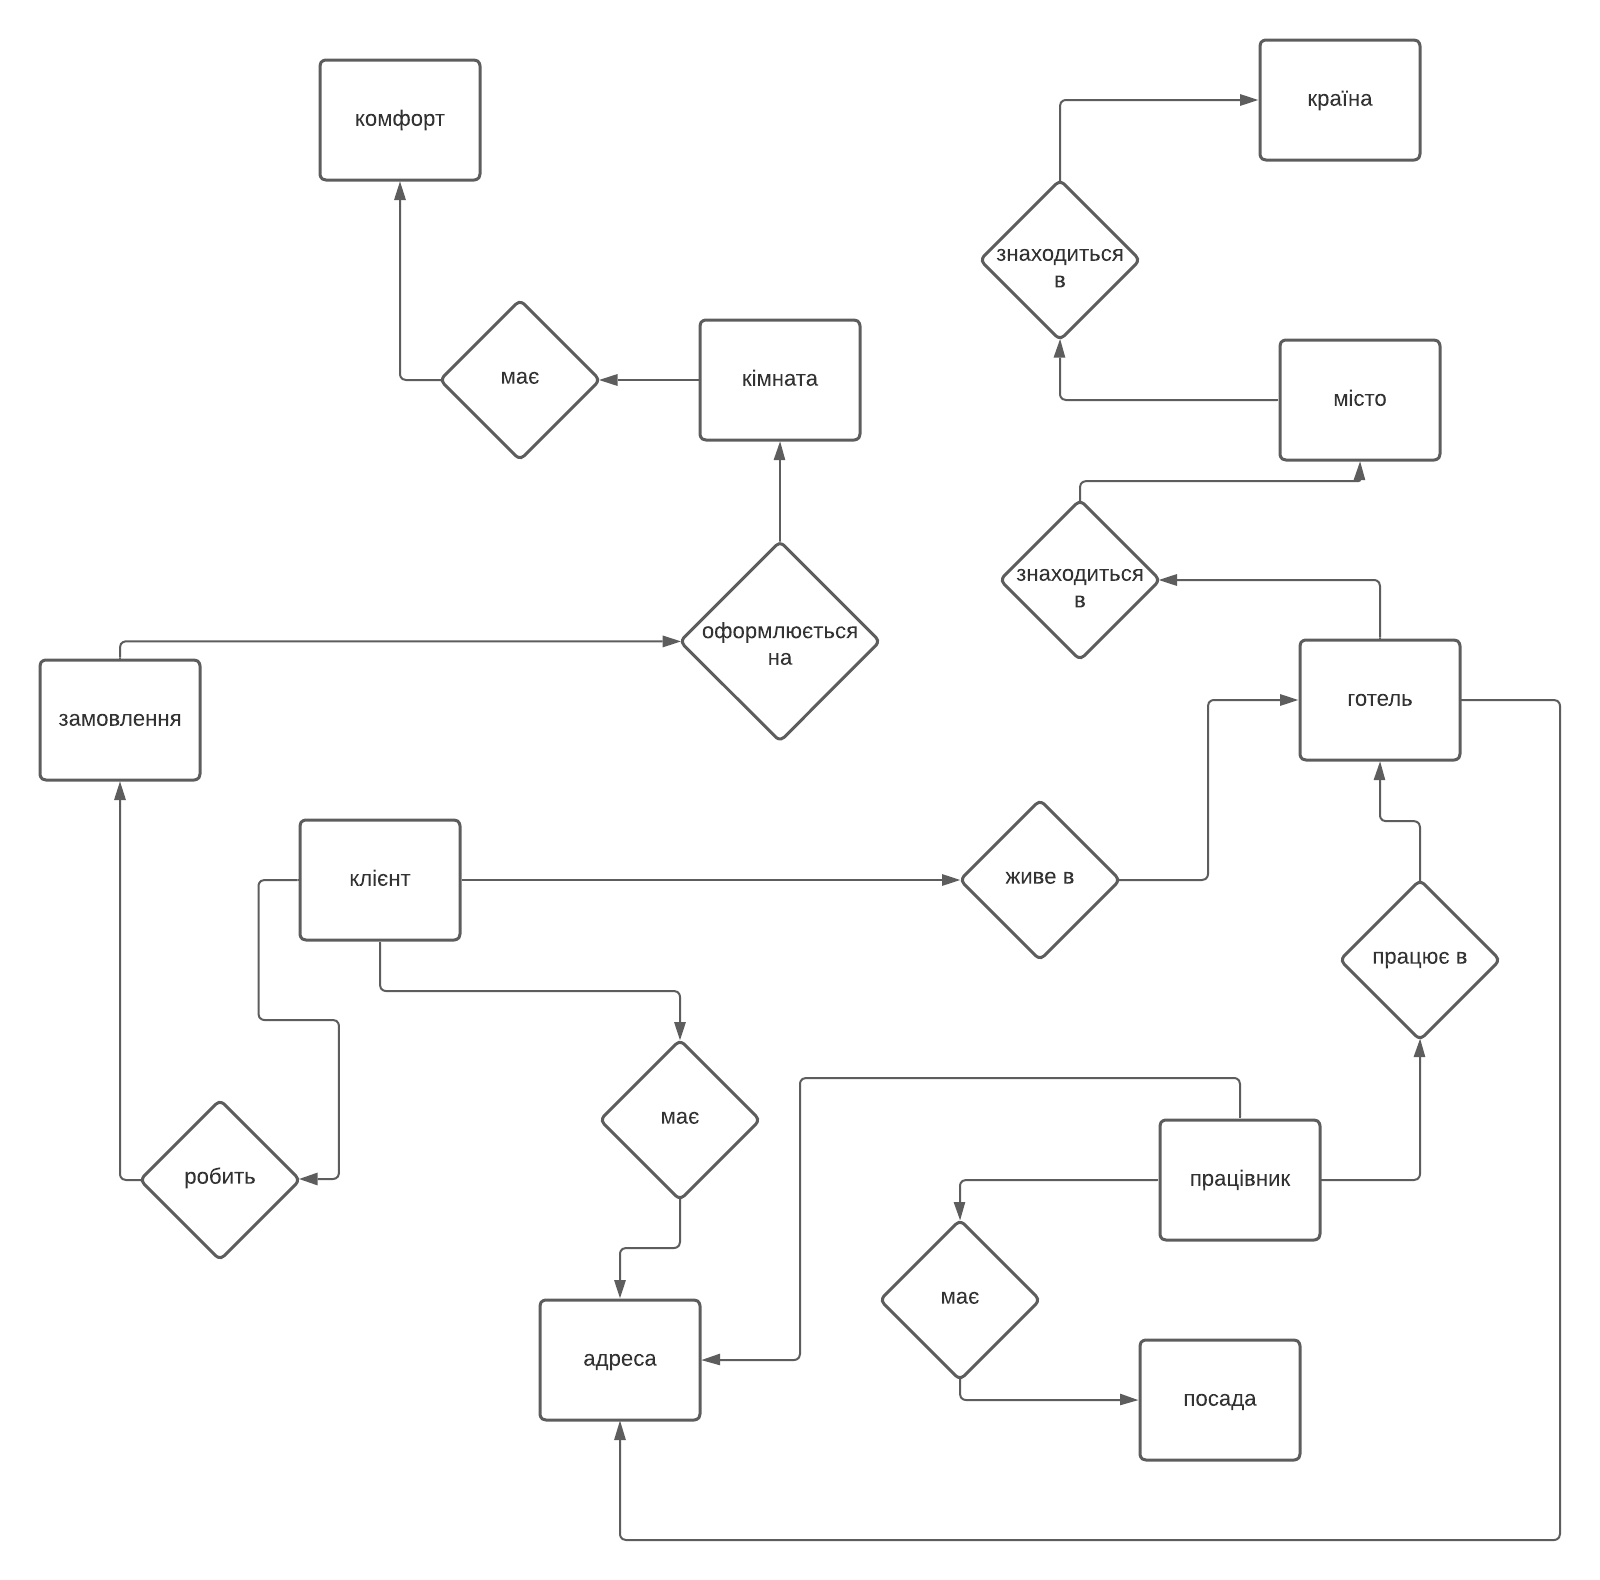 країна
комфорт
знаходиться
в
має
кімната
місто
знаходиться
в
оформлюється
на
готель
замовлення
клієнт
живе в
працює в
має
робить
працівник
має
адреса
посада